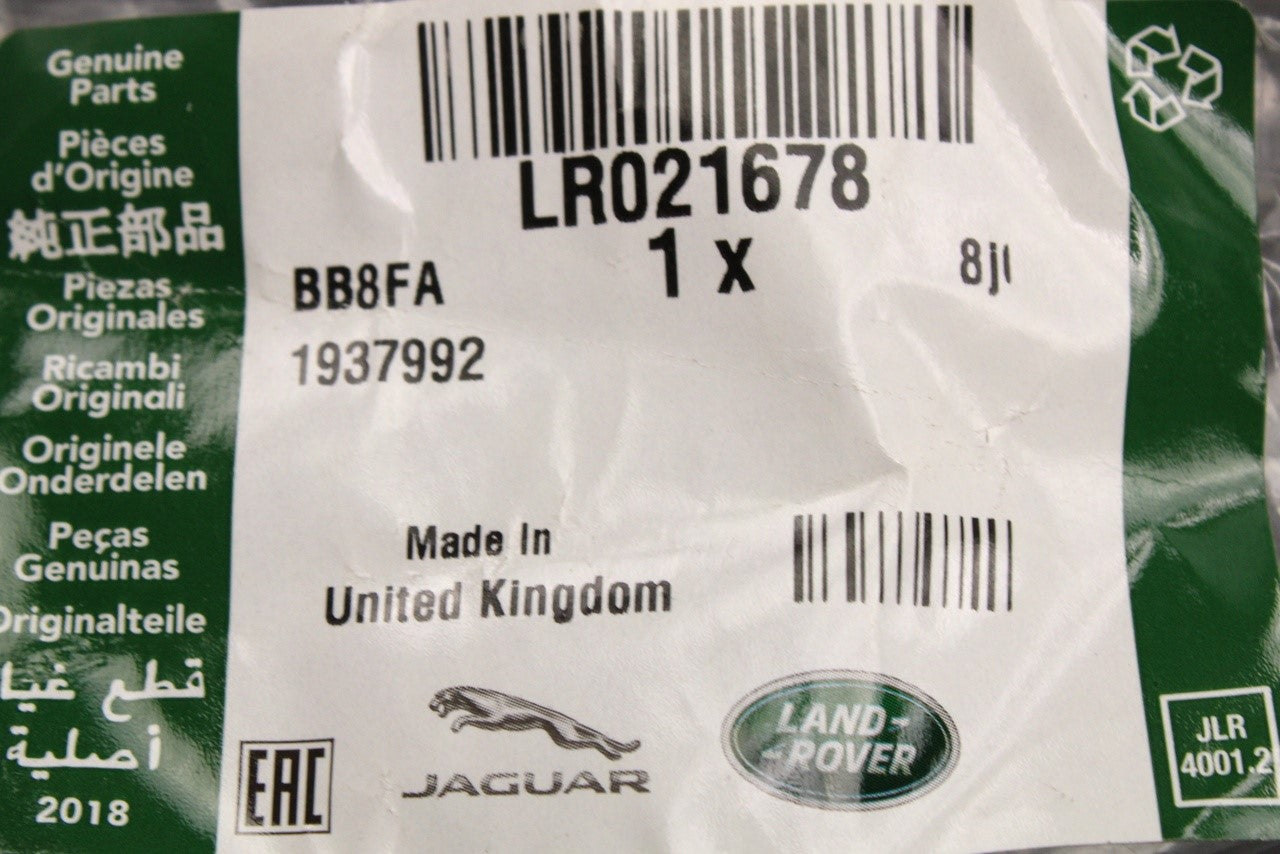 Genuine
Parts
Pièces
d'Origine
純正部品
Piezas
Originales
Ricambi
Originali
Originele
Onderdelen
Peças
Genuinas
Originalteile
قطع غيار
أصلية
2018
LR021678
1 x
BB8FA
1937992
Made In
United Kingdom
EAC
JAGUAR
LAND-
-ROVER
JLR
4001.2